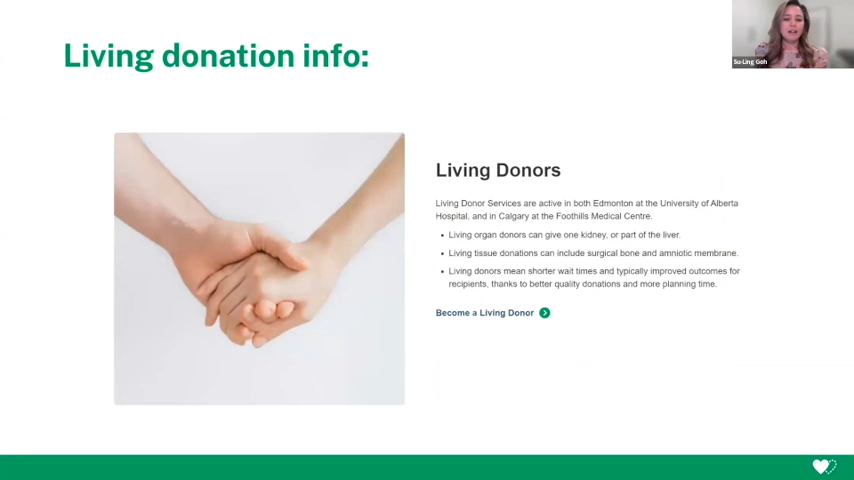 Living donation info:
Su-Ling Goh
Living Donors
Living Donor Services are active in both Edmonton at the University of Alberta
Hospital, and in Calgary at the Foothills Medical Centre.
• Living organ donors can give one kidney, or part of the liver.
• Living tissue donations can include surgical bone and amniotic membrane.
• Living donors mean shorter wait times and typically improved outcomes for
recipients, thanks to better quality donations and more planning time.
Become a Living Donor